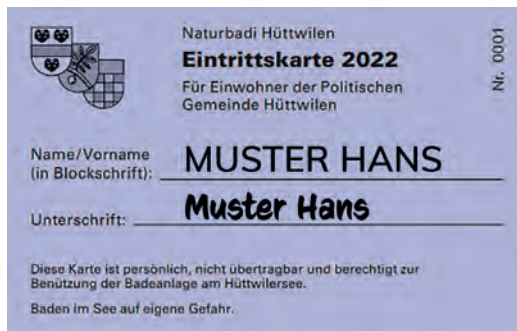 Naturbadi Hüttwilen
Eintrittskarte 2022
Für Einwohner der Politischen
Gemeinde Hüttwilen
Nr. 0001
Name/Vorname
(in Blockschrift): MUSTER HANS
Unterschrift: Muster Hans
Diese Karte ist persönlich, nicht übertragbar und berechtigt zur
Benützung der Badeanlage am Hüttwilersee.
Baden im See auf eigene Gefahr.